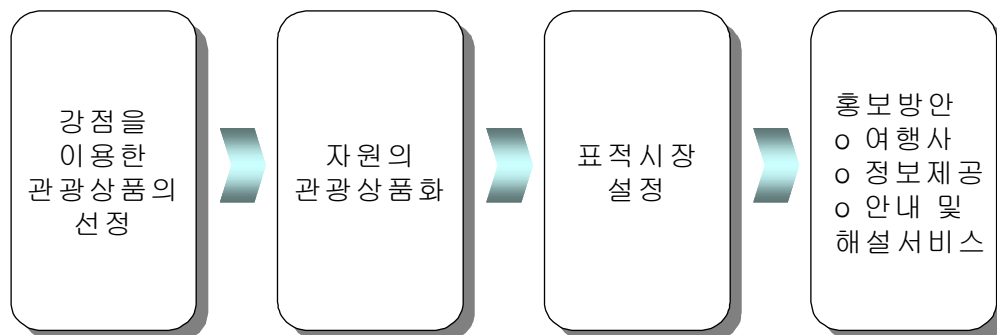 강점을
이용한
관광상품의
선정
자원의
관광상품화
표적시장
설정
홍보방안
o 여행사
o 정보제공
o 안내 및
해설서비스